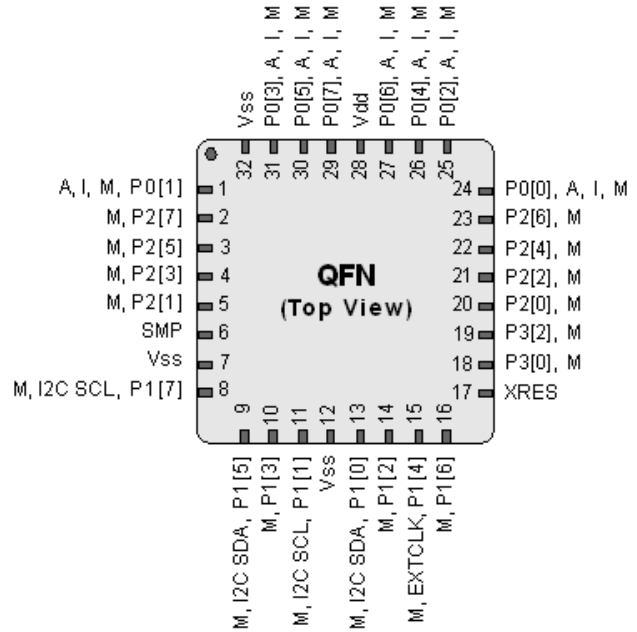 Vss
P0[3], A, I, M
P0[5], A, I, M
P0[7], A, I, M
Vdd
P0[6], A, I, M
P0[4], A, I, M
P0[2], A, I, M
32
31
30
29
28
27
26
25
A, I, M, P0[1]
1
24
P0[0], A, I, M
M, P2[7]
2
23
P2[6], M
M, P2[5]
3
22
P2[4], M
M, P2[3]
4
QFN
21
P2[2], M
M, P2[1]
5
(Top View)
20
P2[0], M
SMP
6
19
P3[2], M
Vss
7
18
P3[0], M
M, I2C SCL, P1[7]
8
17
XRES
9
10
11
12
13
14
15
16
M, I2C SDA, P1[5]
M, P1[3]
M, I2C SCL, P1[1]
Vss
M, I2C SDA, P1[0]
M, P1[2]
M, EXTCLK, P1[4]
M, P1[6]